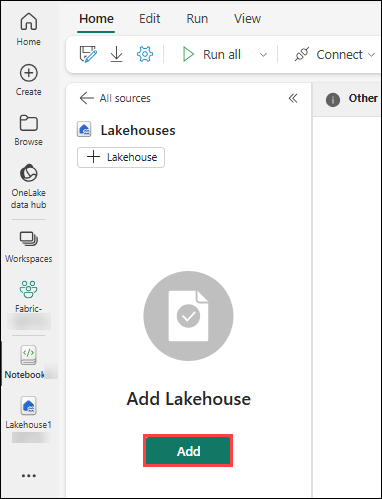 Home Edit Run View
Run all Connect
Home
Create
Browse
OneLake
data hub
Workspaces
Fabric-
Notebook
Lakehouse1
All sources
Lakehouses
Lakehouse
Add Lakehouse
Add
Other